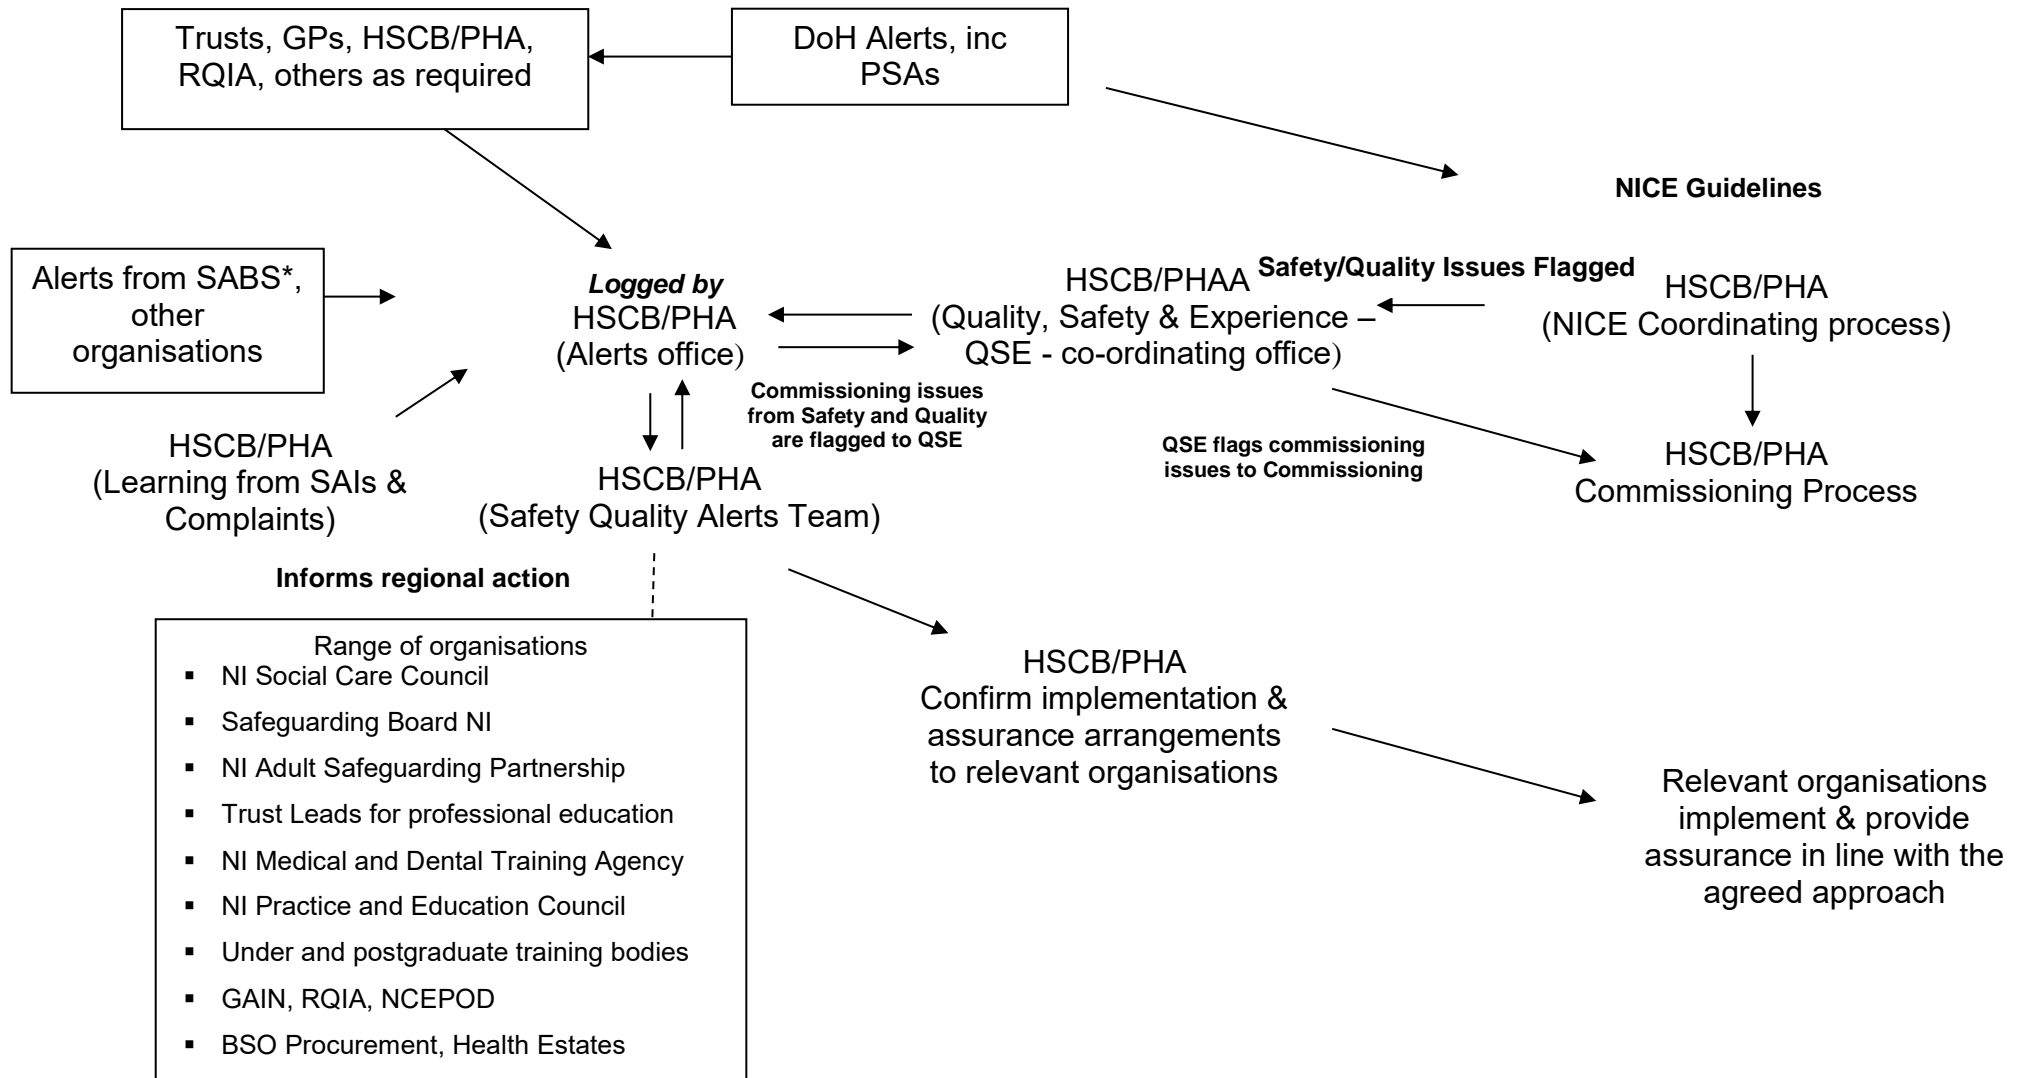 Trusts, GPs, HSCB/PHA,
RQIA, others as required
DoH Alerts, inc
PSAs
NICE Guidelines
Alerts from SABS*,
other
organisations
Logged by
HSCB/PHA
(Alerts office)
HSCB/PHAA
(Quality, Safety & Experience –
QSE - co-ordinating office)
Safety/Quality Issues Flagged
HSCB/PHA
(NICE Coordinating process)
Commissioning issues
from Safety and Quality
are flagged to QSE
QSE flags commissioning
issues to Commissioning
HSCB/PHA
Commissioning Process
HSCB/PHA
(Learning from SAIs &
Complaints)
HSCB/PHA
(Safety Quality Alerts Team)
Informs regional action
Range of organisations
▪ NI Social Care Council
▪ Safeguarding Board NI
▪ NI Adult Safeguarding Partnership
▪ Trust Leads for professional education
▪ NI Medical and Dental Training Agency
▪ NI Practice and Education Council
▪ Under and postgraduate training bodies
▪ GAIN, RQIA, NCEPOD
▪ BSO Procurement, Health Estates
HSCB/PHA
Confirm implementation &
assurance arrangements
to relevant organisations
Relevant organisations
implement & provide
assurance in line with the
agreed approach